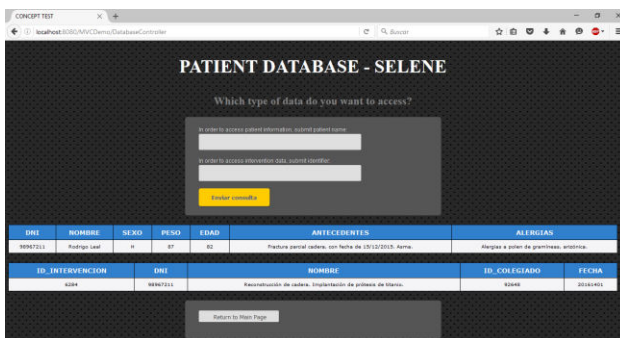 CONCEPT TEST
localhost:8080/MVCDemo/DatabaseController
Buscar
PATIENT DATABASE - SELENE
Which type of data do you want to access?
In order to access patient information, submit patient name:
In order to access intervention data, submit identifier:
Enviar consulta
DNI NOMBRE SEXO PESO EDAD ANTECEDENTES ALERGIAS
98967211 Rodrigo Leal H 87 82 Fractura parcial cadera, con fecha de 15/12/2015. Asma. Alergias a polen de gramíneas, arizónica.
ID_INTERVENCION DNI NOMBRE ID_COLEGIADO FECHA
6284 98967211 Reconstrucción de cadera. Implantación de prótesis de titanio. 92648 20161401
Return to Main Page